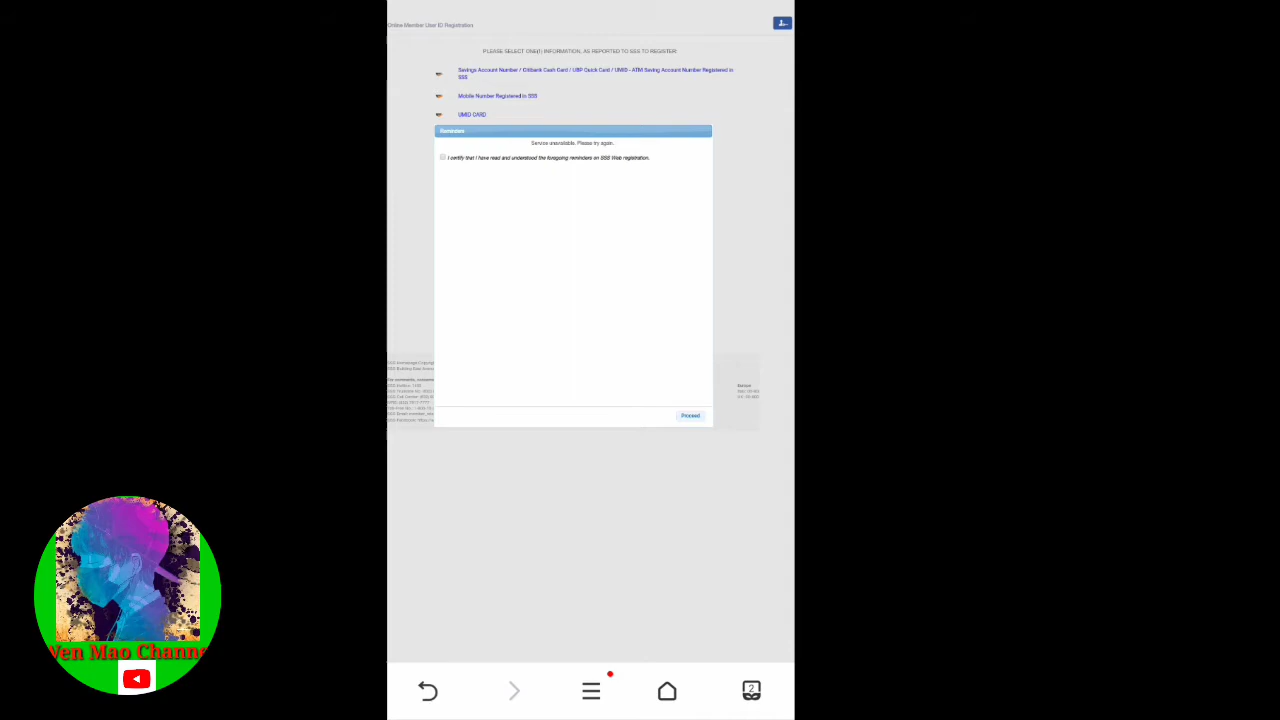 Online Member User ID Registration
PLEASE SELECT ONE(1) INFORMATION, AS REPORTED TO SSS TO REGISTER:
Savings Account Number / Citibank Cash Card / UBP Quick Card / UMID - ATM Saving Account Number Registered in
SSS
Mobile Number Registered in SSS
UMID CARD
Reminders
Service unavailable. Please try again.
I certify that I have read and understood the foregoing reminders on SSS Web registration.
Proceed
2
Wen Mao Channe